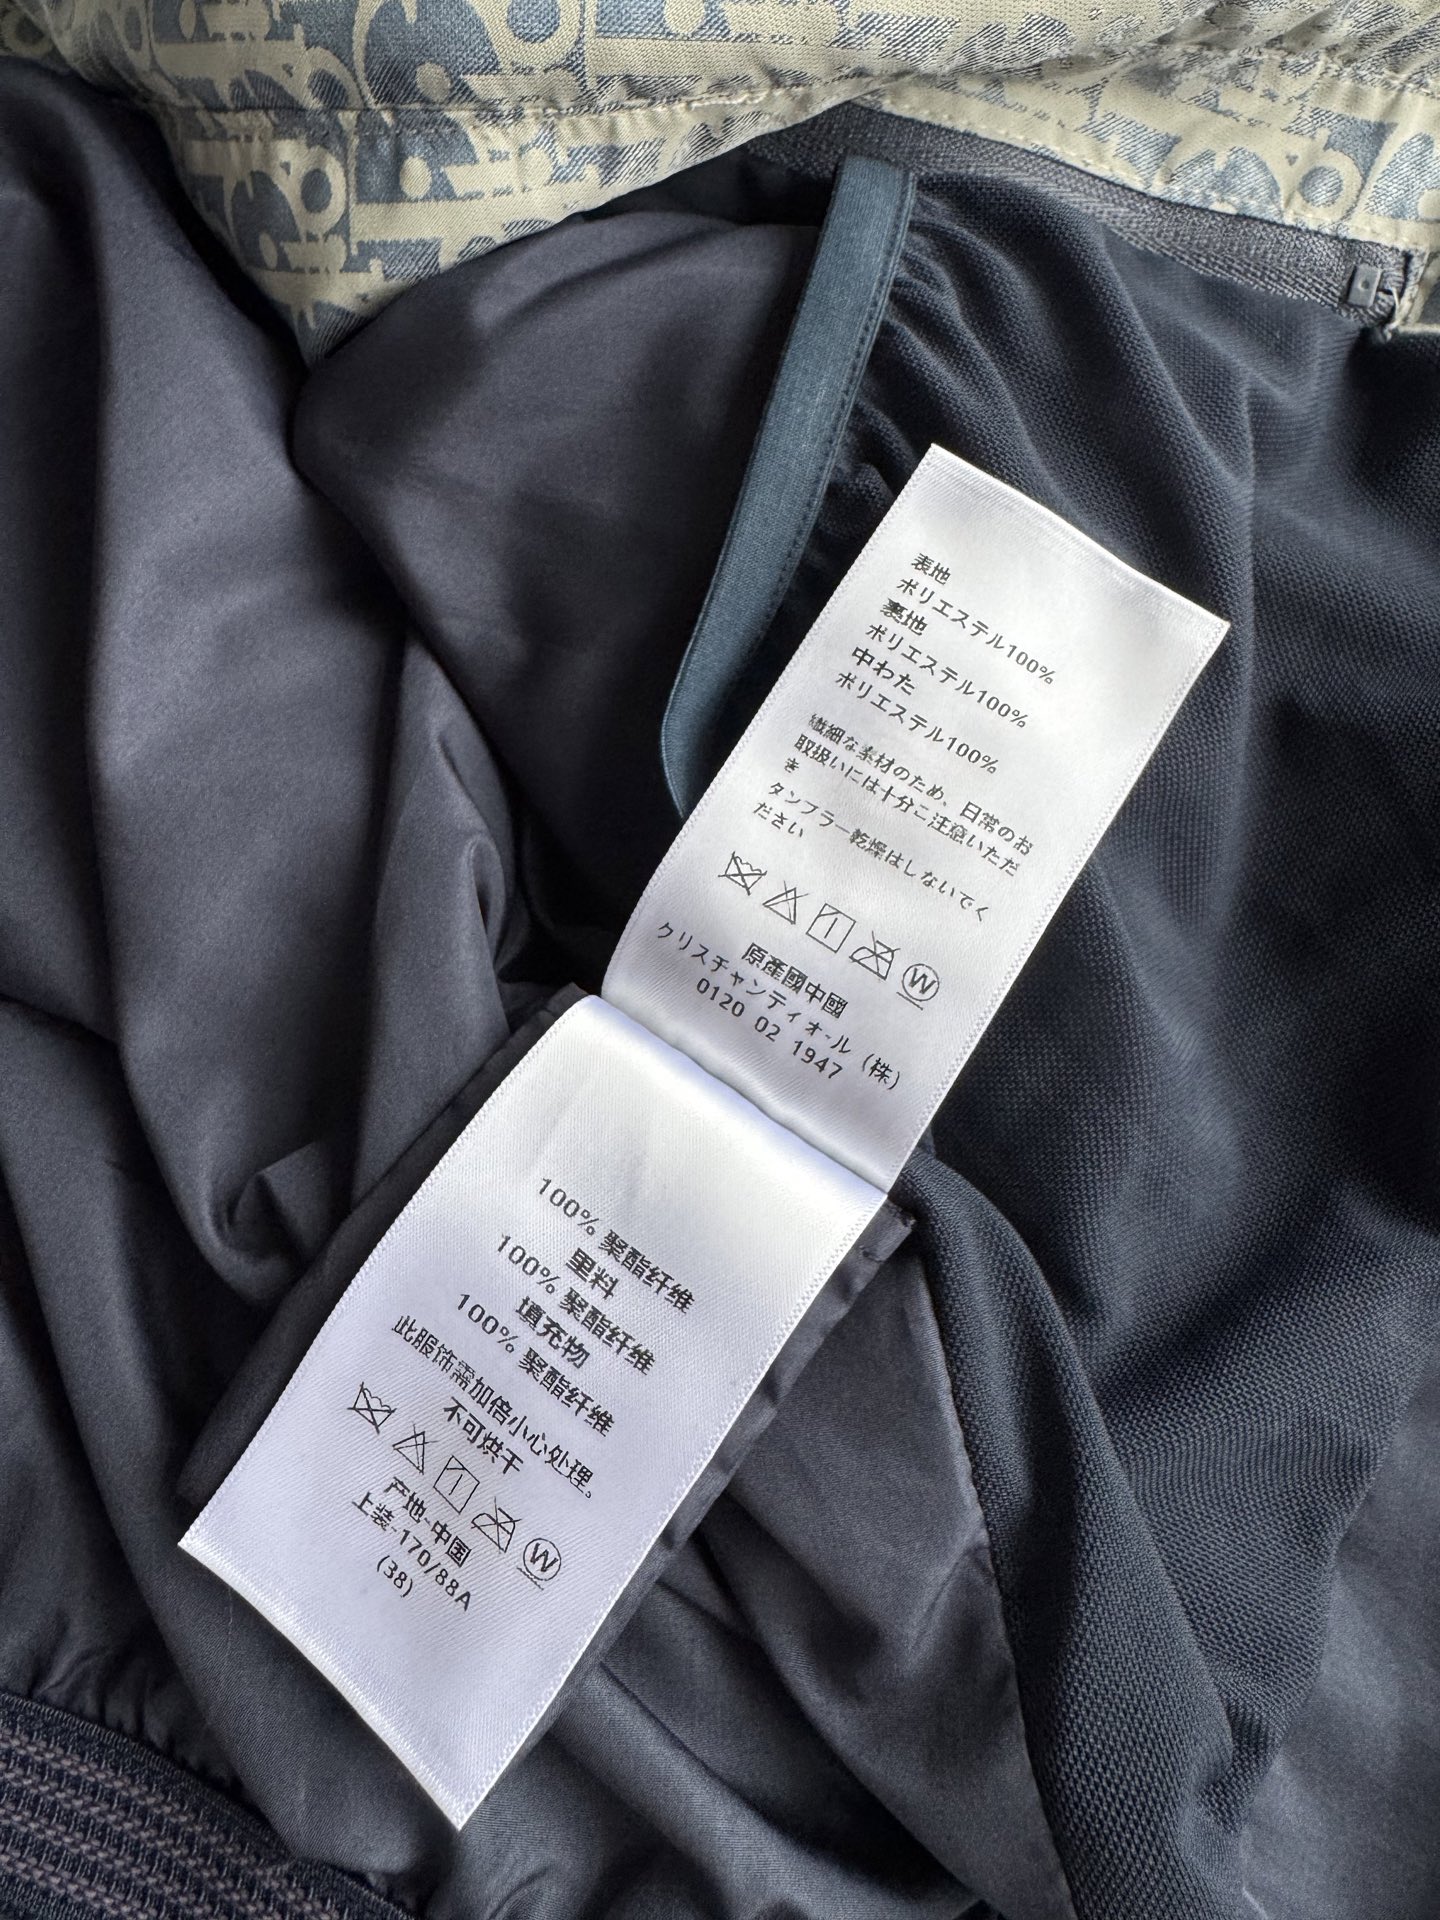 表地
ポリエステル100%
裏地
ポリエステル100%
中わた
ポリエステル100%
繊細な素材のため、日常のお
取扱いには十分ご注意いただ
き
タンブラー乾燥はしないでく
ださい
W
原產國中國
クリスチャンディオール (株)
0120 02 1947
100% 聚酯纤维
里料
100% 聚酯纤维
填充物
100% 聚酯纤维
此服饰需加倍小心处理。
不可烘干
W
产地-中国
上装-170/88A
(38)